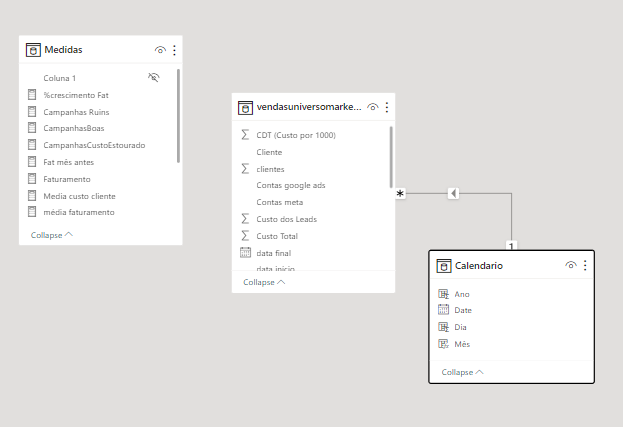 Medidas
Coluna 1
%crescimento Fat
Campanhas Ruins
CampanhasBoas
CampanhasCustoEstourado
Fat mês antes
Faturamento
Media custo cliente
média faturamento
Collapse
vendasuniversomarke...
CDT (Custo por 1000)
Cliente
clientes
Contas google ads
Contas meta
Custo dos Leads
Custo Total
data final
data inicio
Collapse
*
1
Calendario
Ano
Date
Dia
Mês
Collapse